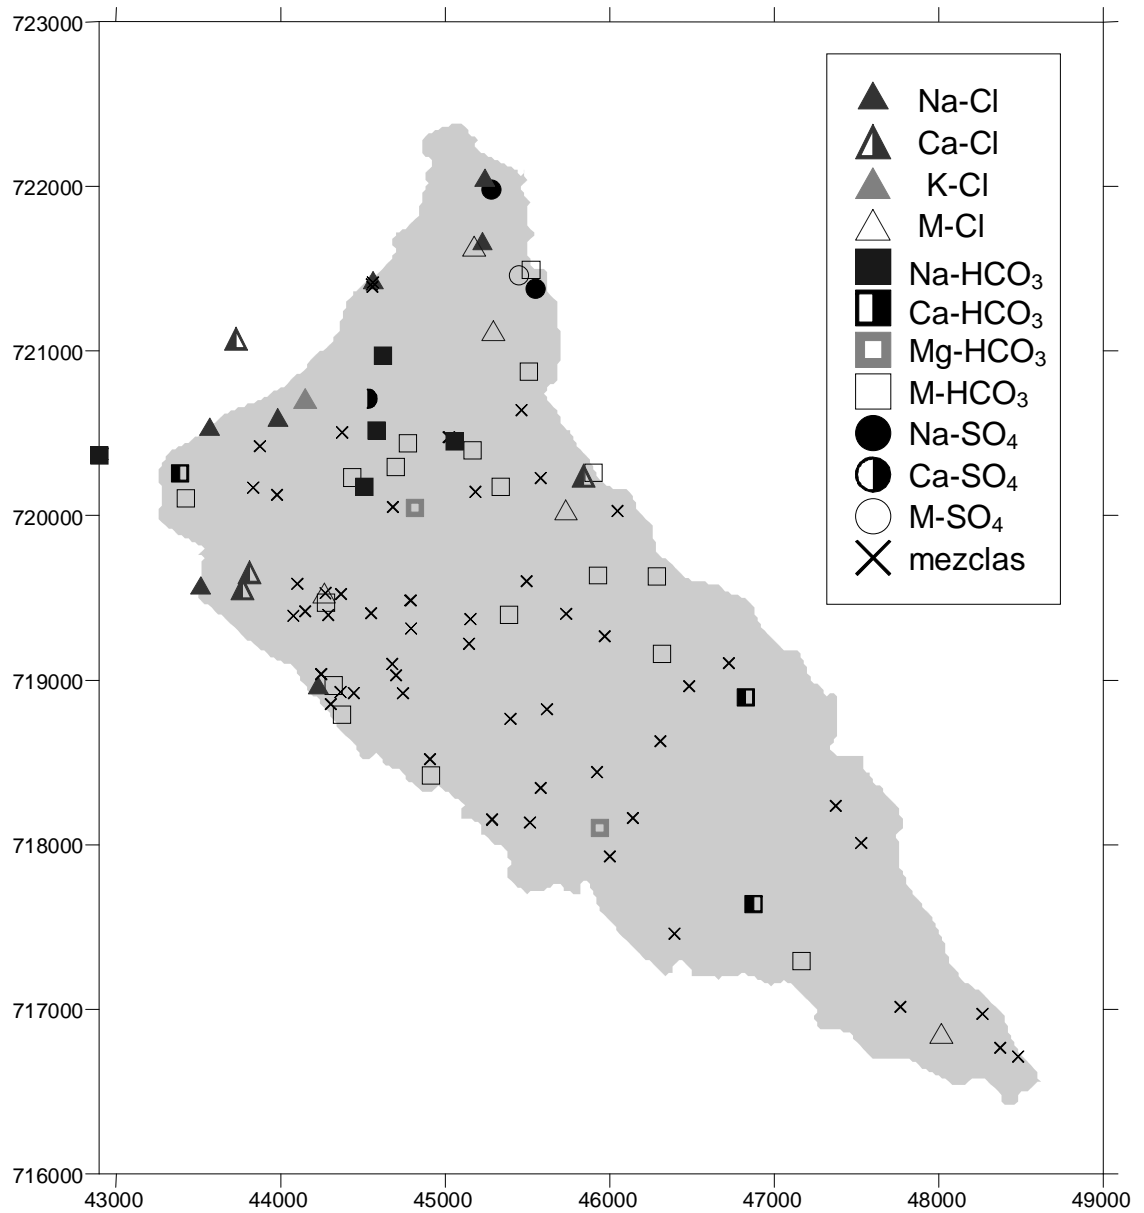 723000
722000
721000
720000
719000
718000
717000
716000
Na-Cl
Ca-Cl
K-Cl
M-Cl
Na-HCO₃
Ca-HCO₃
Mg-HCO₃
M-HCO₃
Na-SO₄
Ca-SO₄
M-SO₄
mezclas
43000 44000 45000 46000 47000 48000 49000